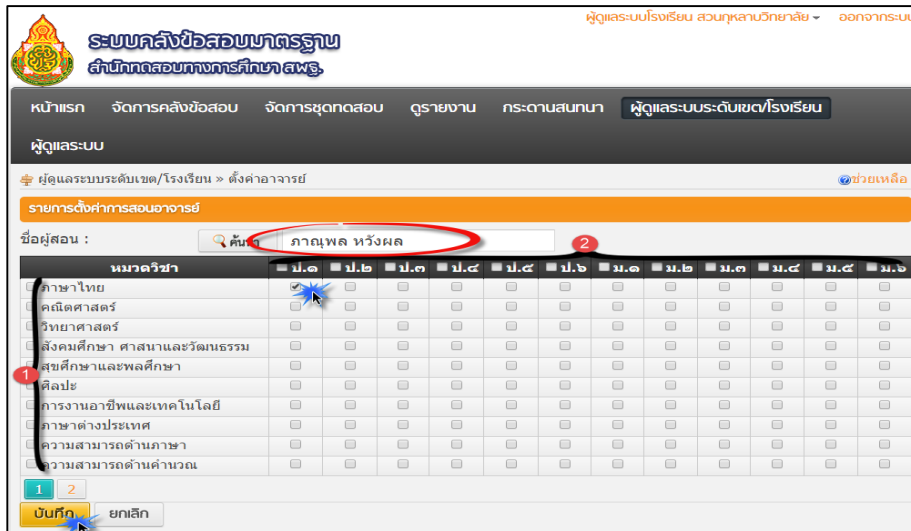 ผู้ดูแลระบบโรงเรียน สวนกุหลาบวิทยาลัย ออกจากระบบ
ระบบคลังข้อสอบมาตรฐาน
สำนักทดสอบทางการศึกษา สพฐ.
หน้าแรก จัดการคลังข้อสอบ จัดการชุดทดสอบ ดูรายงาน กระดานสนทนา ผู้ดูแลระบบระดับเขต/โรงเรียน
ผู้ดูแลระบบ
ผู้ดูแลระบบระดับเขต/โรงเรียน » ตั้งค่าอาจารย์ ช่วยเหลือ
รายการตั้งค่าการสอนอาจารย์
ชื่อผู้สอน : ค้นหา ภาณุพล หวังผล
2
หมวดวิชา ป.๑ ป.๒ ป.๓ ป.๔ ป.๕ ป.๖ ม.๑ ม.๒ ม.๓ ม.๔ ม.๕ ม.๖
ภาษาไทย
คณิตศาสตร์
วิทยาศาสตร์
สังคมศึกษา ศาสนาและวัฒนธรรม
สุขศึกษาและพลศึกษา
1
ศิลปะ
การงานอาชีพและเทคโนโลยี
ภาษาต่างประเทศ
ความสามารถด้านภาษา
ความสามารถด้านคำนวณ
1 2
บันทึก ยกเลิก